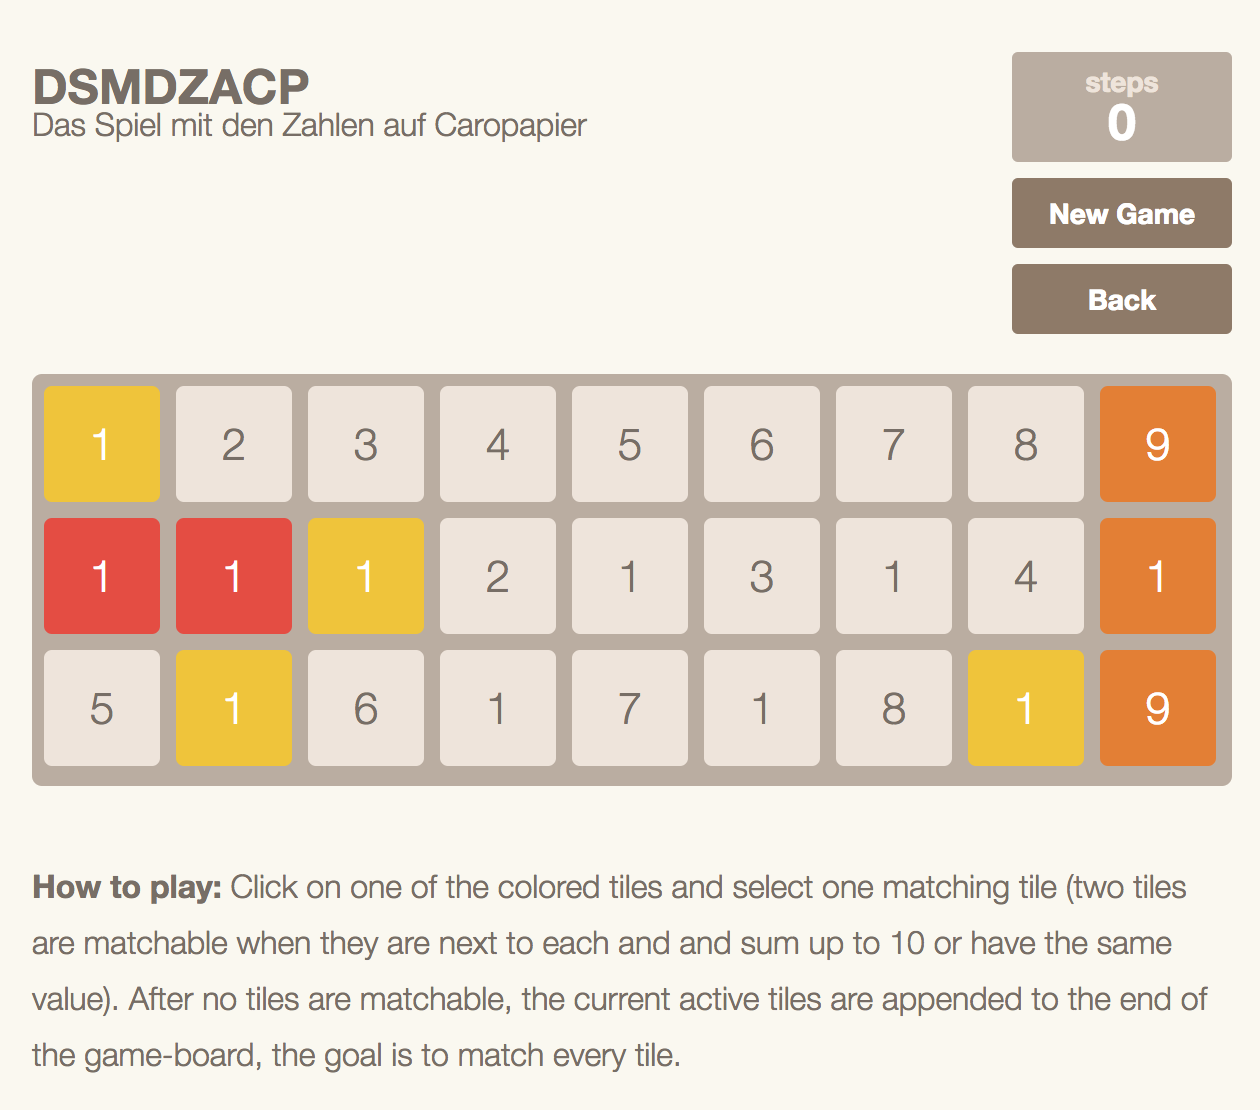 DSMDZACP
Das Spiel mit den Zahlen auf Caropapier
steps
0
New Game
Back
1 2 3 4 5 6 7 8 9
1 1 1 2 1 3 1 4 1
5 1 6 1 7 1 8 1 9
How to play: Click on one of the colored tiles and select one matching tile (two tiles
are matchable when they are next to each and and sum up to 10 or have the same
value). After no tiles are matchable, the current active tiles are appended to the end of
the game-board, the goal is to match every tile.